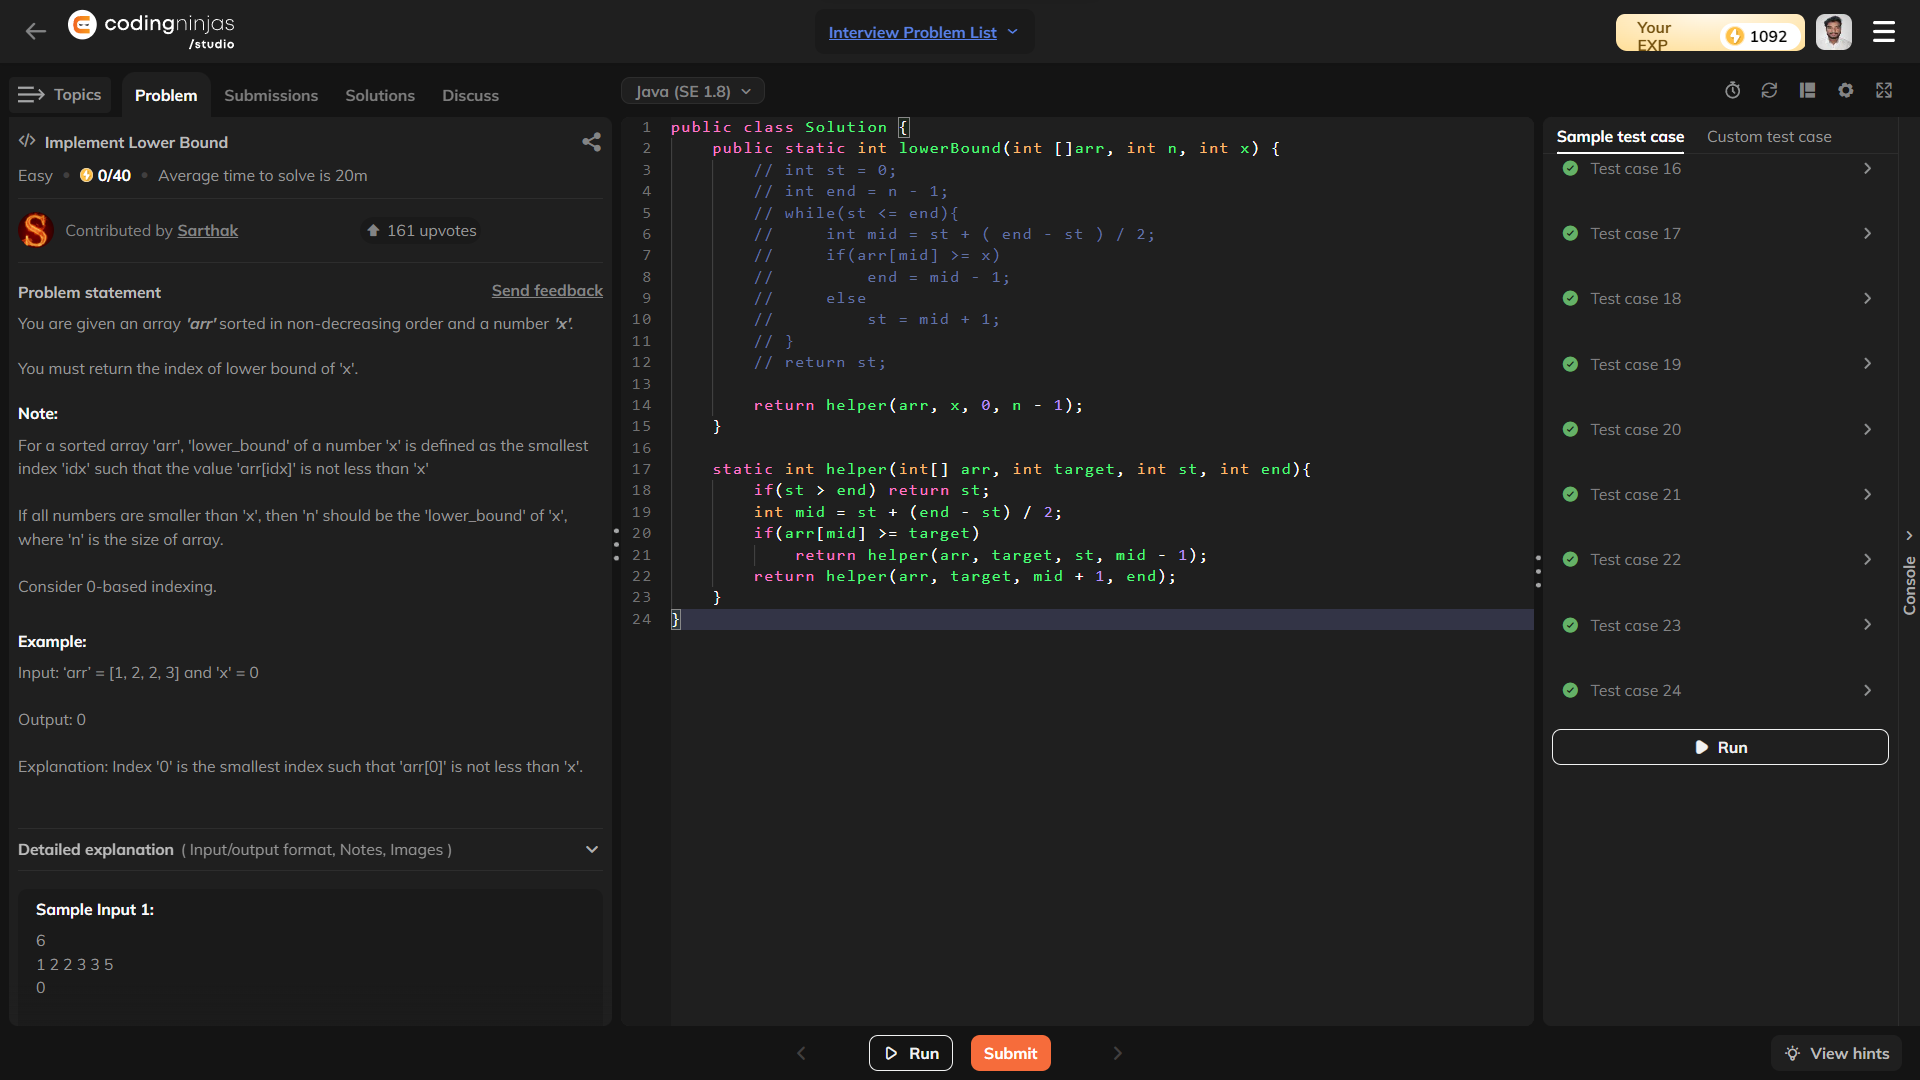 codingninjas
/studio
Interview Problem List
Your
EXP
1092
Topics
Problem
Submissions
Solutions
Discuss
Implement Lower Bound
Easy
0/40
Average time to solve is 20m
Contributed by Sarthak
161 upvotes
Problem statement
Send feedback
You are given an array 'arr' sorted in non-decreasing order and a number 'x'.
You must return the index of lower bound of 'x'.
Note:
For a sorted array 'arr', 'lower_bound' of a number 'x' is defined as the smallest
index 'idx' such that the value 'arr[idx]' is not less than 'x'
If all numbers are smaller than 'x', then 'n' should be the 'lower_bound' of 'x',
where 'n' is the size of array.
Consider 0-based indexing.
Example:
Input: ‘arr’ = [1, 2, 2, 3] and 'x' = 0
Output: 0
Explanation: Index '0' is the smallest index such that 'arr[0]' is not less than 'x'.
Detailed explanation ( Input/output format, Notes, Images )
Sample Input 1:
6
1 2 2 3 3 5
0
Java (SE 1.8)
1 public class Solution {
2     public static int lowerBound(int []arr, int n, int x) {
3         // int st = 0;
4         // int end = n - 1;
5         // while(st <= end){
6         //     int mid = st + ( end - st ) / 2;
7         //     if(arr[mid] >= x)
8         //         end = mid - 1;
9         //     else
10         //         st = mid + 1;
11         // }
12         // return st;
13
14         return helper(arr, x, 0, n - 1);
15     }
16
17     static int helper(int[] arr, int target, int st, int end){
18         if(st > end) return st;
19         int mid = st + (end - st) / 2;
20         if(arr[mid] >= target)
21             return helper(arr, target, st, mid - 1);
22         return helper(arr, target, mid + 1, end);
23     }
24 }
Sample test case
Custom test case
Test case 16
Test case 17
Test case 18
Test case 19
Test case 20
Test case 21
Test case 22
Test case 23
Test case 24
Run
Console
Run
Submit
View hints